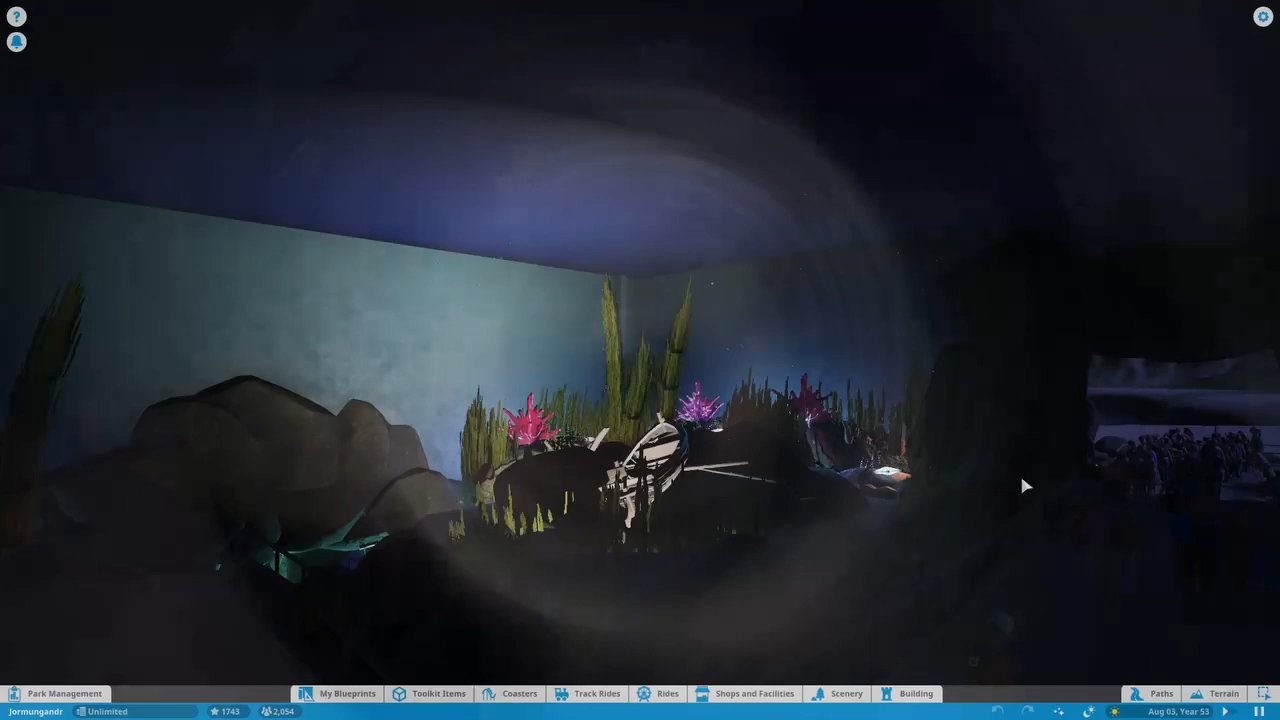 ?
Park Management
My Blueprints
Toolkit Items
Coasters
Track Rides
Rides
Shops and Facilities
Scenery
Building
Paths
Terrain
Jormungandr
Unlimited
1743
2,054
Aug 03, Year 53